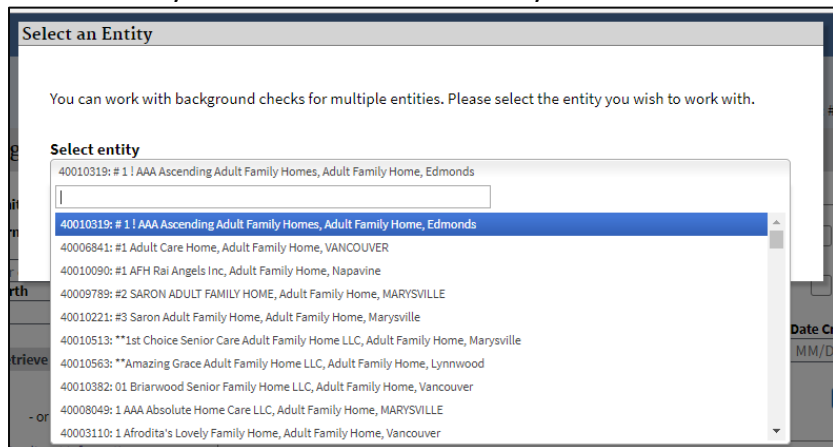 Select an Entity
You can work with background checks for multiple entities. Please select the entity you wish to work with.
Select entity
40010319: # 1 ! AAA Ascending Adult Family Homes, Adult Family Home, Edmonds
40010319: # 1 ! AAA Ascending Adult Family Homes, Adult Family Home, Edmonds
40006841: #1 Adult Care Home, Adult Family Home, VANCOUVER
40010090: #1 AFH Rai Angels Inc, Adult Family Home, Napavine
40009789: #2 SARON ADULT FAMILY HOME, Adult Family Home, MARYSVILLE
40010221: #3 Saron Adult Family Home, Adult Family Home, Marysville
40010513: **1st Choice Senior Care Adult Family Home LLC, Adult Family Home, Marysville
40010563: **Amazing Grace Adult Family Home LLC, Adult Family Home, Lynnwood
40010382: 01 Briarwood Senior Family Home LLC, Adult Family Home, Vancouver
40008049: 1 AAA Absolute Home Care LLC, Adult Family Home, MARYSVILLE
40003110: 1 Afrodita's Lovely Family Home, Adult Family Home, Vancouver
rth
trieve
- or
Date Cr
MM/D